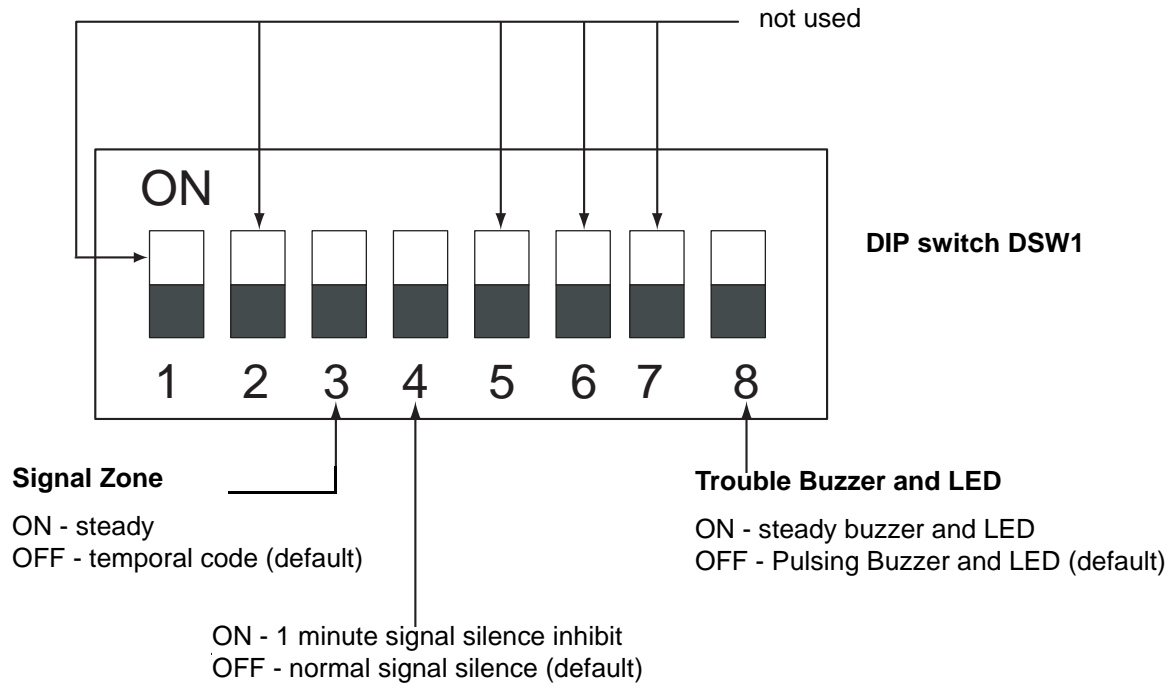 not used
ON
DIP switch DSW1
1 2 3 4 5 6 7 8
Signal Zone
ON - steady
OFF - temporal code (default)
Trouble Buzzer and LED
ON - steady buzzer and LED
OFF - Pulsing Buzzer and LED (default)
ON - 1 minute signal silence inhibit
OFF - normal signal silence (default)